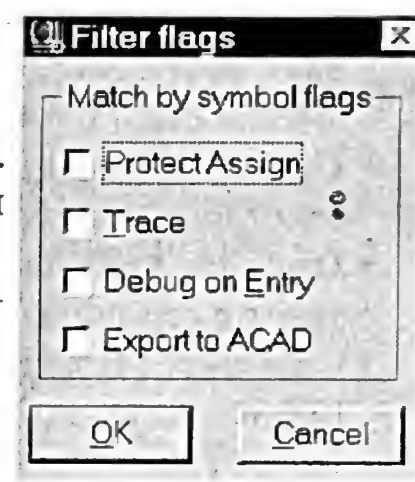 Filter flags
Match by symbol flags
Protect Assign
Trace
Debug on Entry
Export to ACAD
OK
Cancel